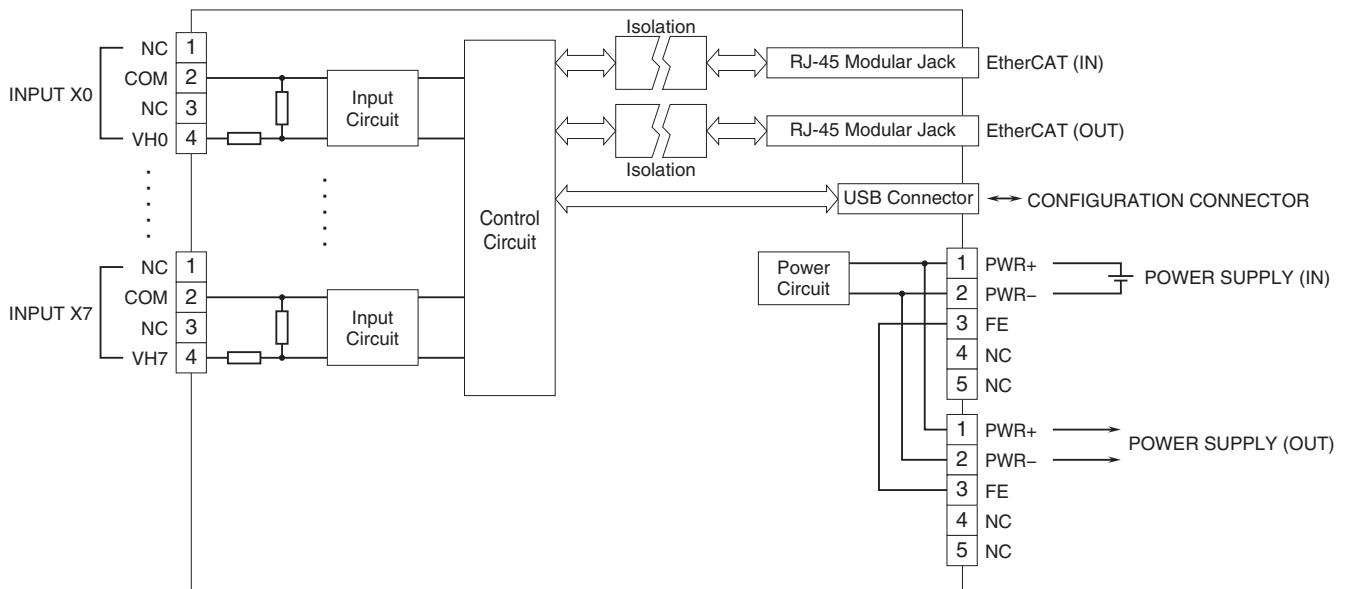 Isolation
NC 1
COM 2
INPUT X0
NC 3
VH0 4
Input
Circuit
RJ-45 Modular Jack EtherCAT (IN)
RJ-45 Modular Jack EtherCAT (OUT)
Isolation
USB Connector CONFIGURATION CONNECTOR
Control
Circuit
NC 1
COM 2
INPUT X7
NC 3
VH7 4
Input
Circuit
Power
Circuit
1 PWR+
2 PWR−
POWER SUPPLY (IN)
3 FE
4 NC
5 NC
1 PWR+
2 PWR−
POWER SUPPLY (OUT)
3 FE
4 NC
5 NC